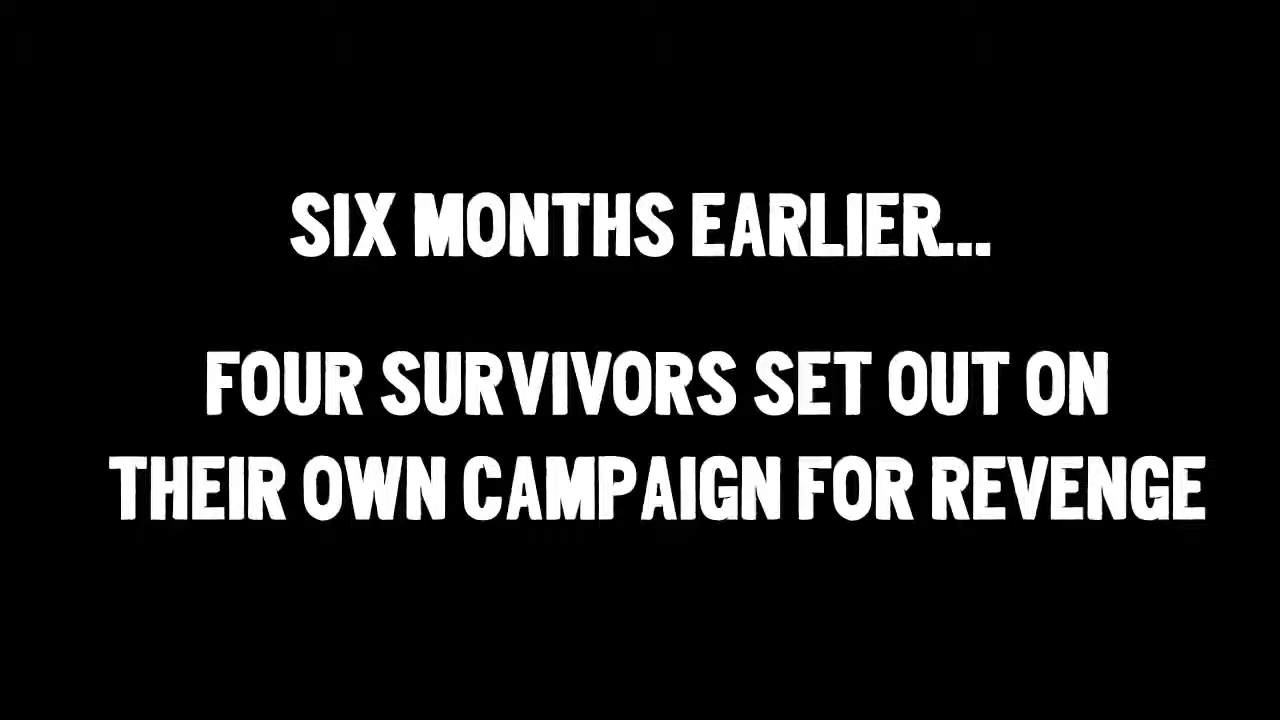 SIX MONTHS EARLIER...
FOUR SURVIVORS SET OUT ON
THEIR OWN CAMPAIGN FOR REVENGE